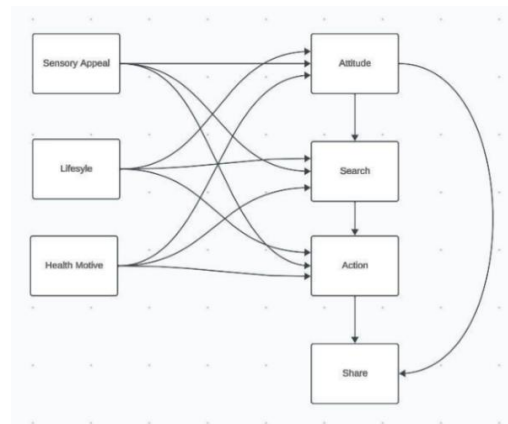 Sensory Appeal
Attitude
Lifesyle
Search
Health Motive
Action
Share